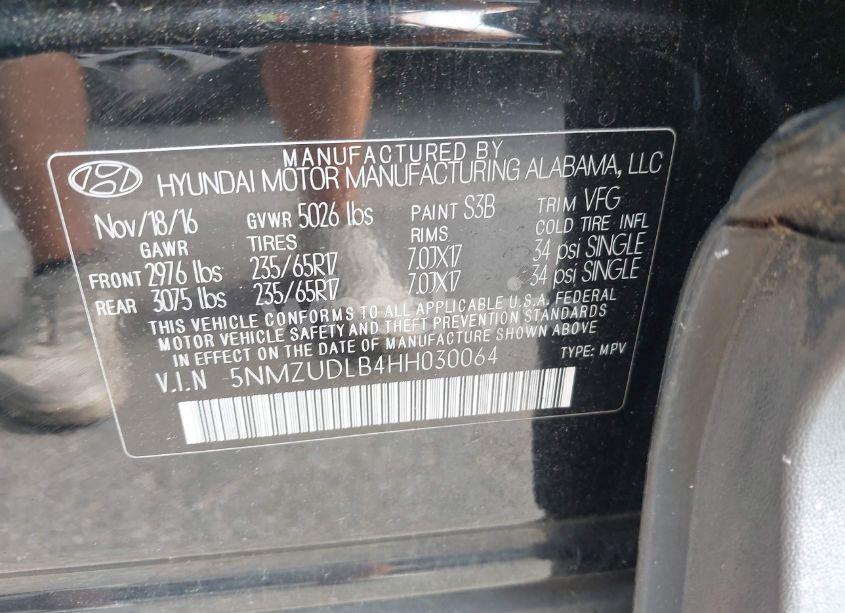 MANUFACTURED BY
HYUNDAI MOTOR MANUFACTURING ALABAMA, LLC
Nov/18/16 GVWR 5026 lbs PAINT S3B TRIM VFG
GAWR TIRES RIMS COLD TIRE INFL
FRONT 2976 lbs 235/65R17 7.0JX17 34 psi SINGLE
REAR 3075 lbs 235/65R17 7.0JX17 34 psi SINGLE
THIS VEHICLE CONFORMS TO ALL APPLICABLE U.S.A. FEDERAL
MOTOR VEHICLE SAFETY AND THEFT PREVENTION STANDARDS
IN EFFECT ON THE DATE OF MANUFACTURE SHOWN ABOVE
V.I.N -5NMZUDLB4HH030064 TYPE: MPV